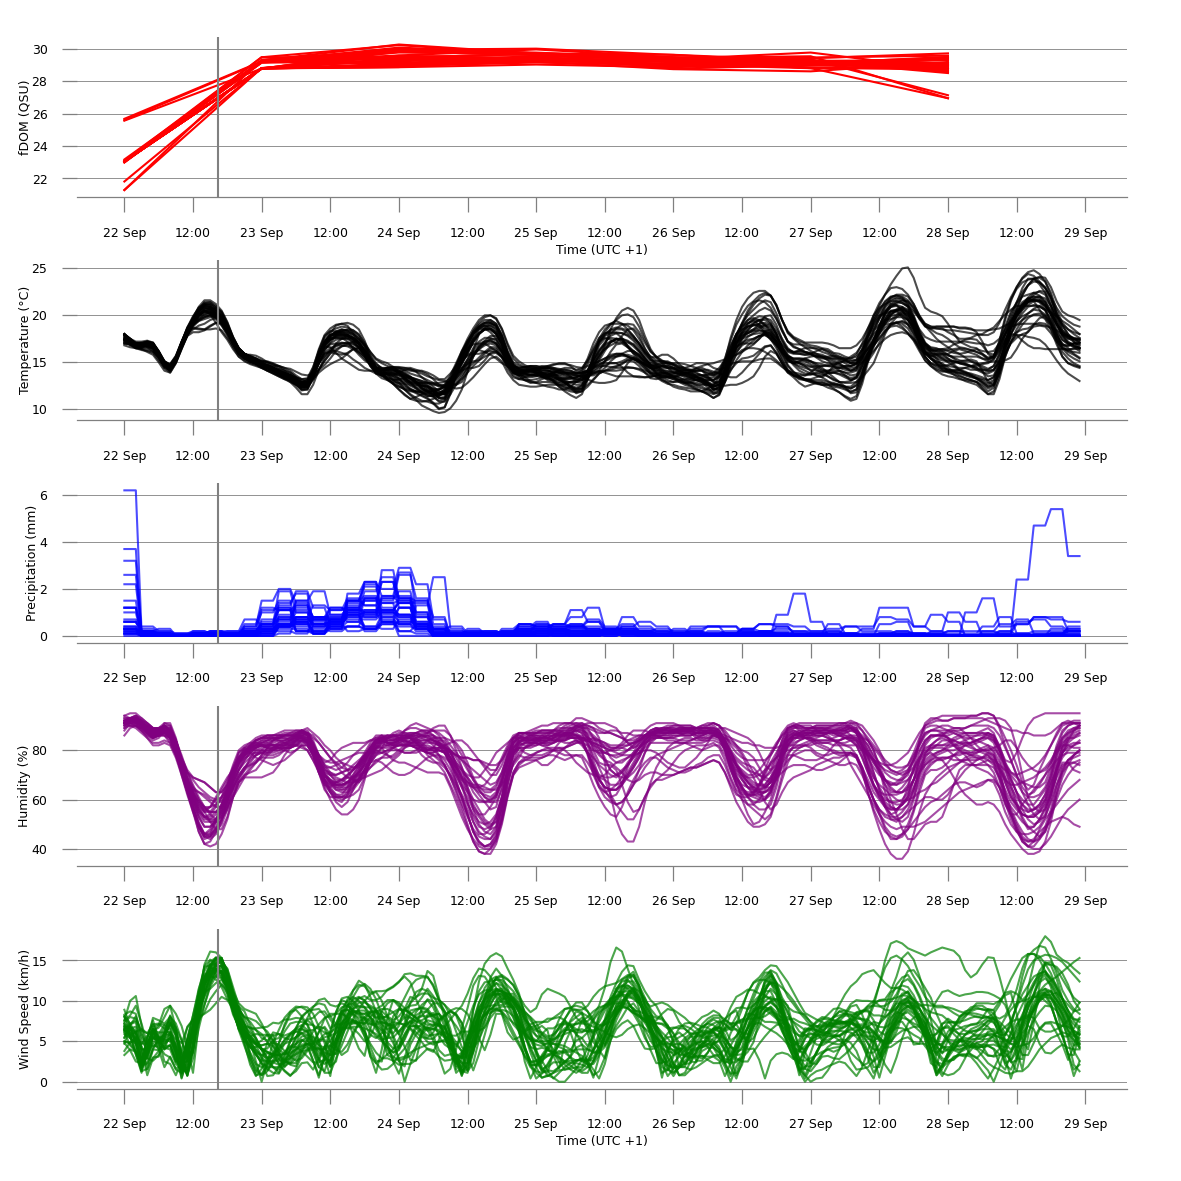 30
28
26
24
22
fDOM (QSU)
22 Sep 12:00 23 Sep 12:00 24 Sep 12:00 25 Sep 12:00 26 Sep 12:00 27 Sep 12:00 28 Sep 12:00 29 Sep
Time (UTC +1)
25
20
15
10
Temperature (°C)
22 Sep 12:00 23 Sep 12:00 24 Sep 12:00 25 Sep 12:00 26 Sep 12:00 27 Sep 12:00 28 Sep 12:00 29 Sep
6
4
2
0
Precipitation (mm)
22 Sep 12:00 23 Sep 12:00 24 Sep 12:00 25 Sep 12:00 26 Sep 12:00 27 Sep 12:00 28 Sep 12:00 29 Sep
80
60
40
Humidity (%)
22 Sep 12:00 23 Sep 12:00 24 Sep 12:00 25 Sep 12:00 26 Sep 12:00 27 Sep 12:00 28 Sep 12:00 29 Sep
15
10
5
0
Wind Speed (km/h)
22 Sep 12:00 23 Sep 12:00 24 Sep 12:00 25 Sep 12:00 26 Sep 12:00 27 Sep 12:00 28 Sep 12:00 29 Sep
Time (UTC +1)